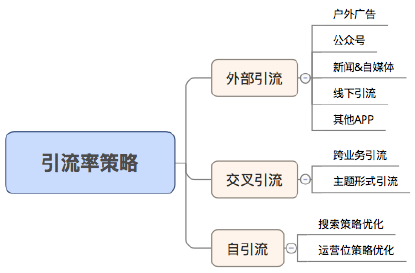 引流率策略
外部引流
户外广告
公众号
新闻&自媒体
线下引流
其他APP
交叉引流
跨业务引流
主题形式引流
自引流
搜索策略优化
运营位策略优化